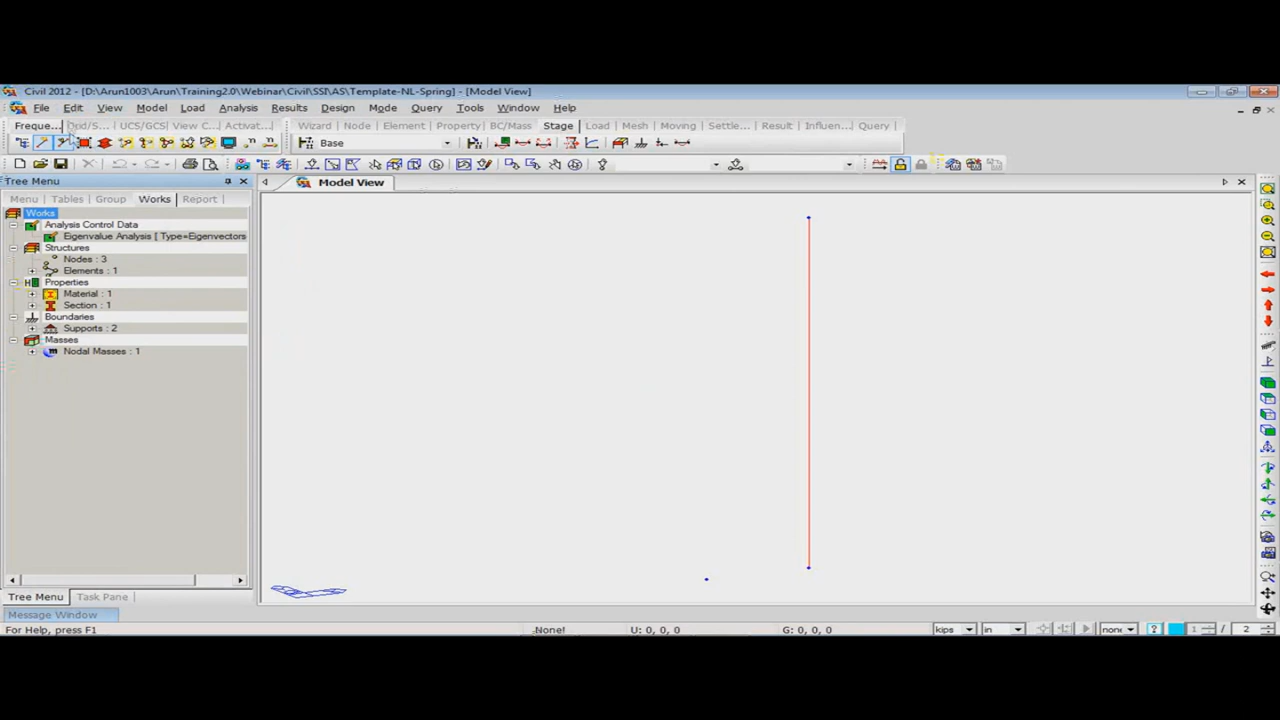 Civil 2012 - [D:\Arun1003\Arun\Training2.0\Webinar\Civil\SSI\AS\Template-NL-Spring] - [Model View]
File Edit View Model Load Analysis Results Design Mode Query Tools Window Help
Freque... Grid/S... UCS/GCS View C... Activat... Wizard Node Element Property BC/Mass Stage Load Mesh Moving Settle... Result Influen... Query
Base
Tree Menu
Model View
Menu Tables Group Works Report
Works
Analysis Control Data
Eigenvalue Analysis [ Type=Eigenvectors
Structures
Nodes : 3
Elements : 1
Properties
Material : 1
Section : 1
Boundaries
Supports : 2
Masses
Nodal Masses : 1
Tree Menu Task Pane
Message Window
For Help, press F1
None!
U: 0, 0, 0
G: 0, 0, 0
kips
in
none
? 1 / 2